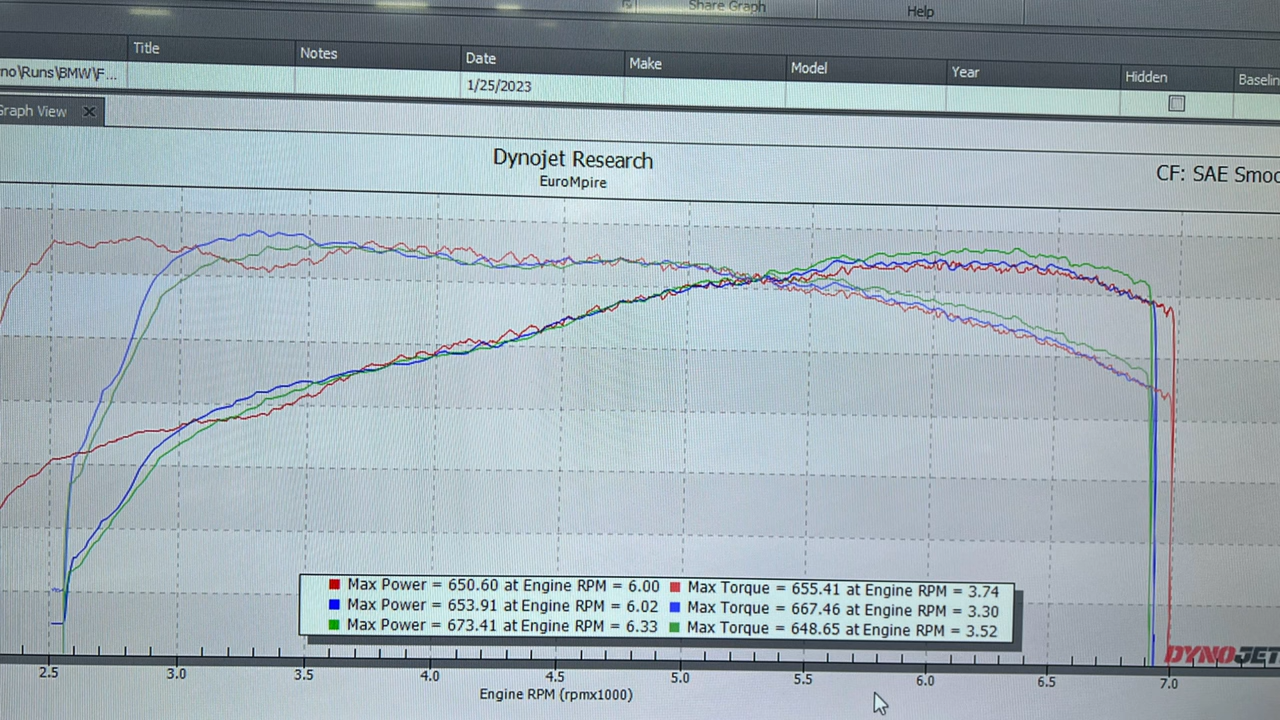 Share Graph
Help
Title Notes Date Make Model Year Hidden Baselin
no\Runs\BMW\F... 1/25/2023
Graph View
Dynojet Research
EuroMpire
CF: SAE Smoo
Max Power = 650.60 at Engine RPM = 6.00 Max Torque = 655.41 at Engine RPM = 3.74
Max Power = 653.91 at Engine RPM = 6.02 Max Torque = 667.46 at Engine RPM = 3.30
Max Power = 673.41 at Engine RPM = 6.33 Max Torque = 648.65 at Engine RPM = 3.52
DYNOJET
2.5 3.0 3.5 4.0 4.5 5.0 5.5 6.0 6.5 7.0
Engine RPM (rpmx1000)